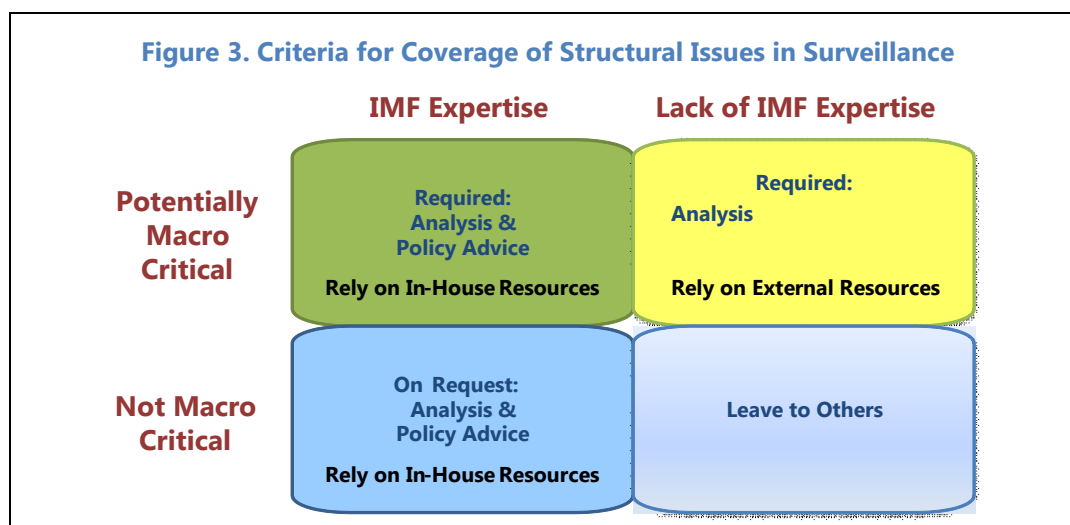 Figure 3. Criteria for Coverage of Structural Issues in Surveillance
IMF Expertise
Lack of IMF Expertise
Potentially
Macro
Critical
Required:
Analysis &
Policy Advice
Rely on In-House Resources
Required:
Analysis
Rely on External Resources
Not Macro
Critical
On Request:
Analysis &
Policy Advice
Rely on In-House Resources
Leave to Others